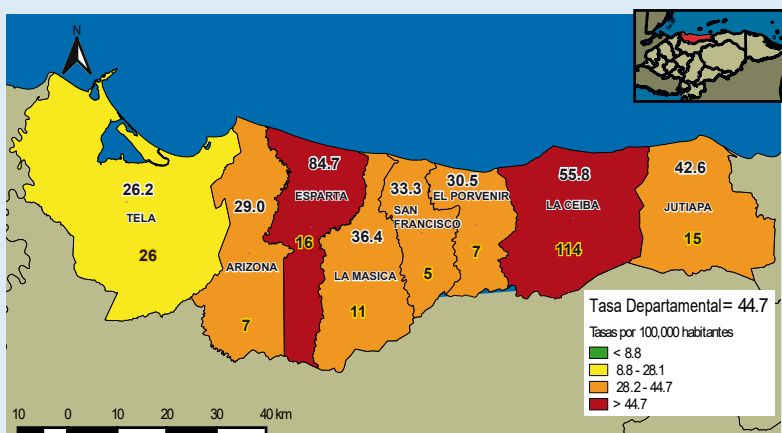 N
26.2
TELA
26
29.0
ARIZONA
7
84.7
ESPARTA
16
36.4
LA MASICA
11
33.3
SAN
FRANCISCO
5
30.5
EL PORVENIR
7
55.8
LA CEIBA
114
42.6
JUTIAPA
15
Tasa Departamental= 44.7
Tasas por 100,000 habitantes
< 8.8
8.8 - 28.1
28.2 - 44.7
> 44.7
10 0 10 20 30 40 km